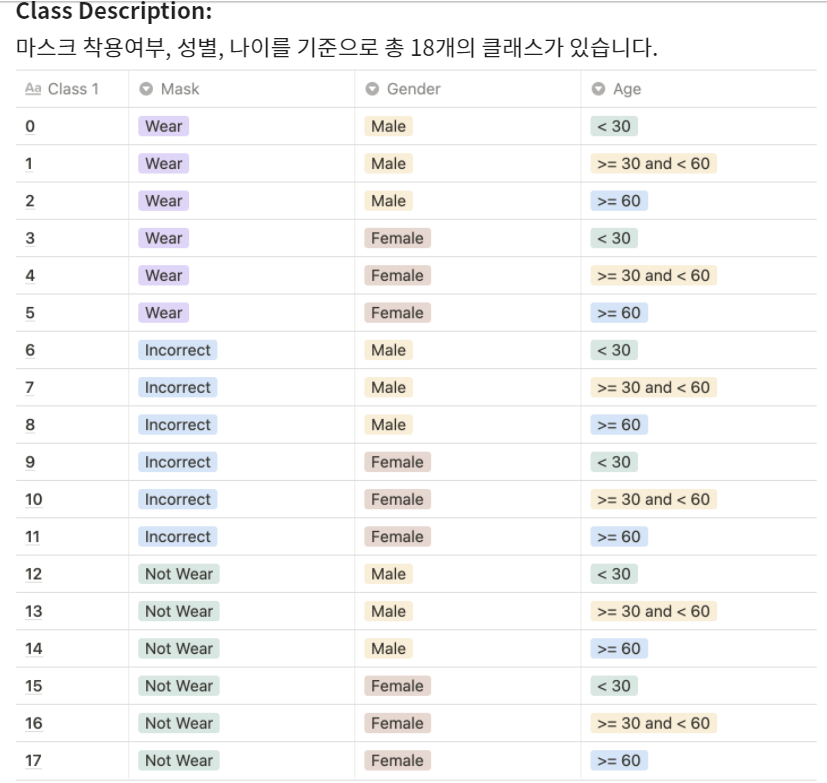 Class Description:
마스크 착용여부, 성별, 나이를 기준으로 총 18개의 클래스가 있습니다.
Aa Class 1 Mask Gender Age
0 Wear Male < 30
1 Wear Male >= 30 and < 60
2 Wear Male >= 60
3 Wear Female < 30
4 Wear Female >= 30 and < 60
5 Wear Female >= 60
6 Incorrect Male < 30
7 Incorrect Male >= 30 and < 60
8 Incorrect Male >= 60
9 Incorrect Female < 30
10 Incorrect Female >= 30 and < 60
11 Incorrect Female >= 60
12 Not Wear Male < 30
13 Not Wear Male >= 30 and < 60
14 Not Wear Male >= 60
15 Not Wear Female < 30
16 Not Wear Female >= 30 and < 60
17 Not Wear Female >= 60